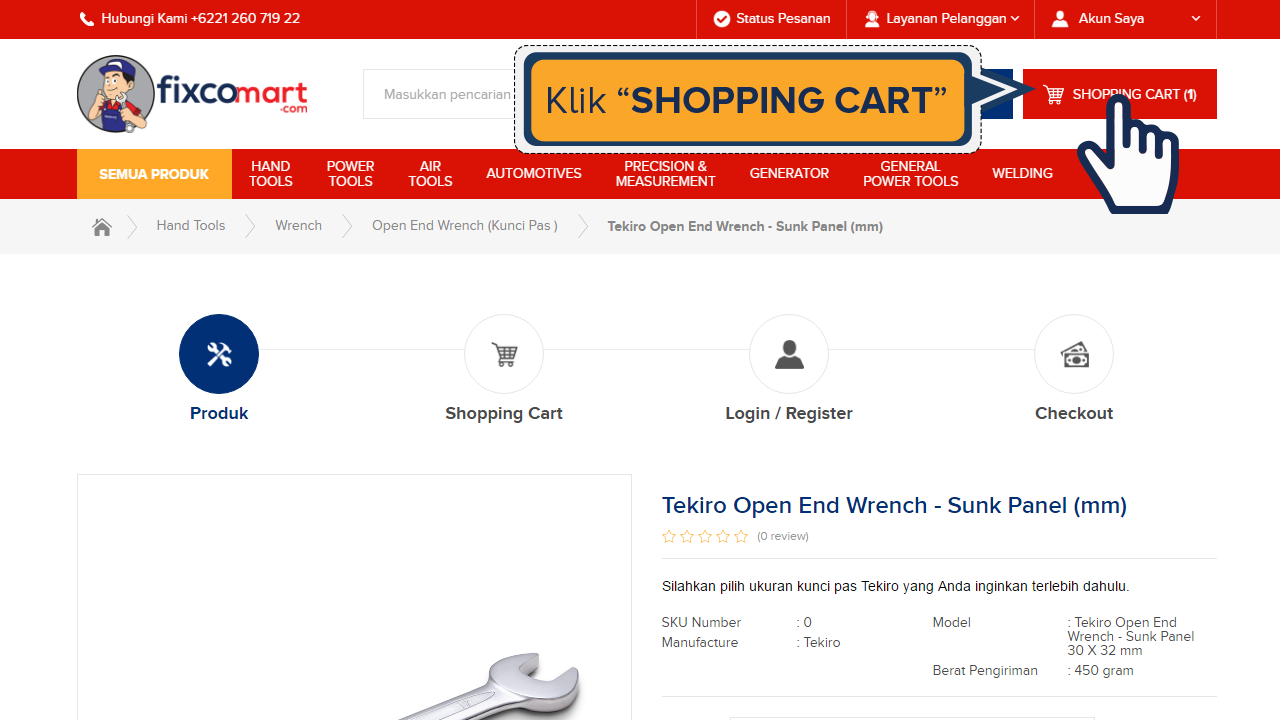 Hubungi Kami +6221 260 719 22
Status Pesanan
Layanan Pelanggan
Akun Saya
fixcomart
.com
Masukkan pencarian
Klik “SHOPPING CART”
SHOPPING CART (1)
SEMUA PRODUK
HAND
TOOLS
POWER
TOOLS
AIR
TOOLS
AUTOMOTIVES
PRECISION &
MEASUREMENT
GENERATOR
GENERAL
POWER TOOLS
WELDING
Hand Tools
Wrench
Open End Wrench (Kunci Pas )
Tekiro Open End Wrench - Sunk Panel (mm)
Produk
Shopping Cart
Login / Register
Checkout
Tekiro Open End Wrench - Sunk Panel (mm)
(0 review)
Silahkan pilih ukuran kunci pas Tekiro yang Anda inginkan terlebih dahulu.
SKU Number : 0
Manufacture : Tekiro
Model : Tekiro Open End
Wrench - Sunk Panel
30 X 32 mm
Berat Pengiriman : 450 gram